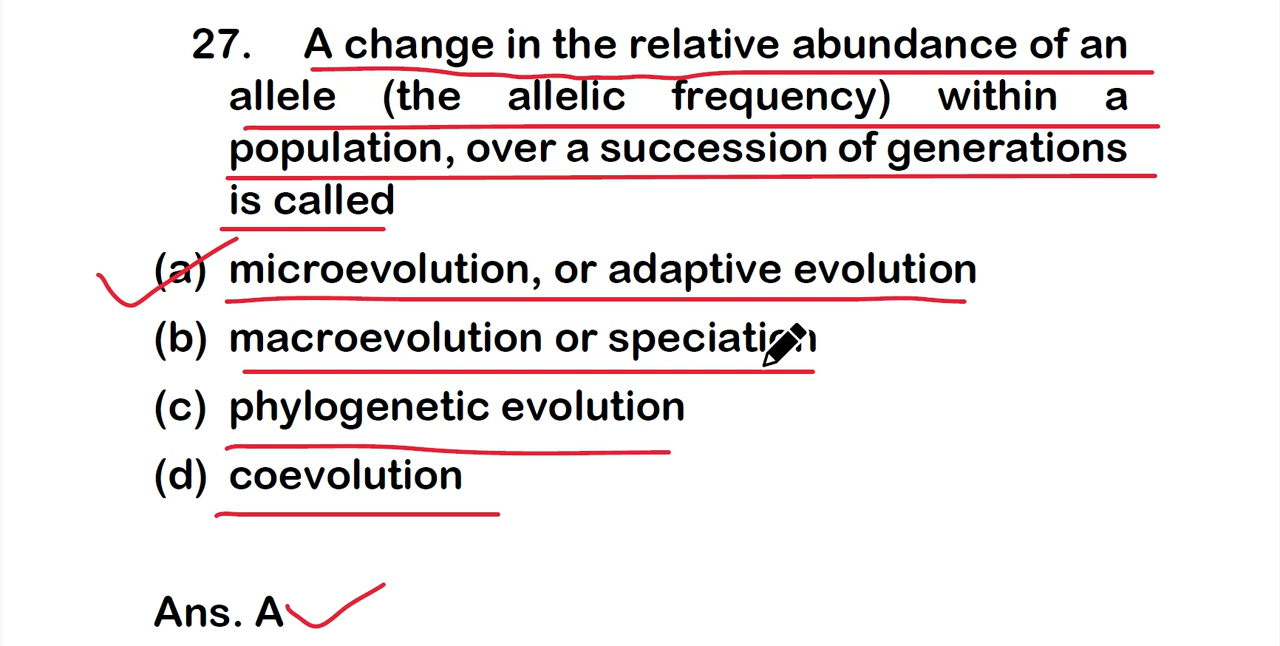 27. A change in the relative abundance of an
allele (the allelic frequency) within a
population, over a succession of generations
is called
(a) microevolution, or adaptive evolution
(b) macroevolution or speciation
(c) phylogenetic evolution
(d) coevolution
Ans. A